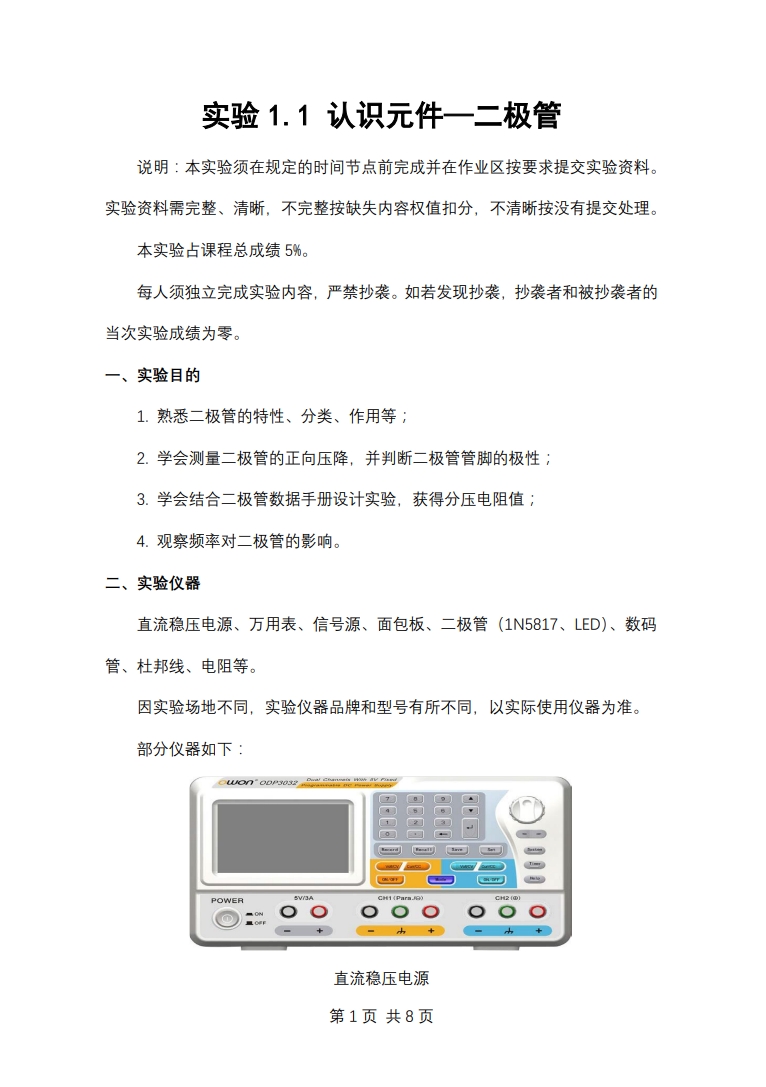 实验 1.1 认识元件—二极管
说明：本实验须在规定的时间节点前完成并在作业区按要求提交实验资料。
实验资料需完整、清晰，不完整按缺失内容权值扣分，不清晰按没有提交处理。
本实验占课程总成绩 5%。
每人须独立完成实验内容，严禁抄袭。如若发现抄袭，抄袭者和被抄袭者的
当次实验成绩为零。
一、实验目的
1. 熟悉二极管的特性、分类、作用等；
2. 学会测量二极管的正向压降，并判断二极管管脚的极性；
3. 学会结合二极管数据手册设计实验，获得分压电阻值；
4. 观察频率对二极管的影响。
二、实验仪器
直流稳压电源、万用表、信号源、面包板、二极管（1N5817、LED）、数码
管、杜邦线、电阻等。
因实验场地不同，实验仪器品牌和型号有所不同，以实际使用仪器为准。
部分仪器如下：
OWON ODP3032 Dual Channels With 5V Fixed
Programmable DC Power Supply
7 8 9
4 5 6
1 2 3
0 .
Record Recall Save Set
System
Timer
Help
ON/OFF Mode ON/OFF
POWER 5V/3A CH1 (Para./⊖) CH2 (⊕)
ON
OFF
− + − + − +
直流稳压电源
第 1 页 共 8 页